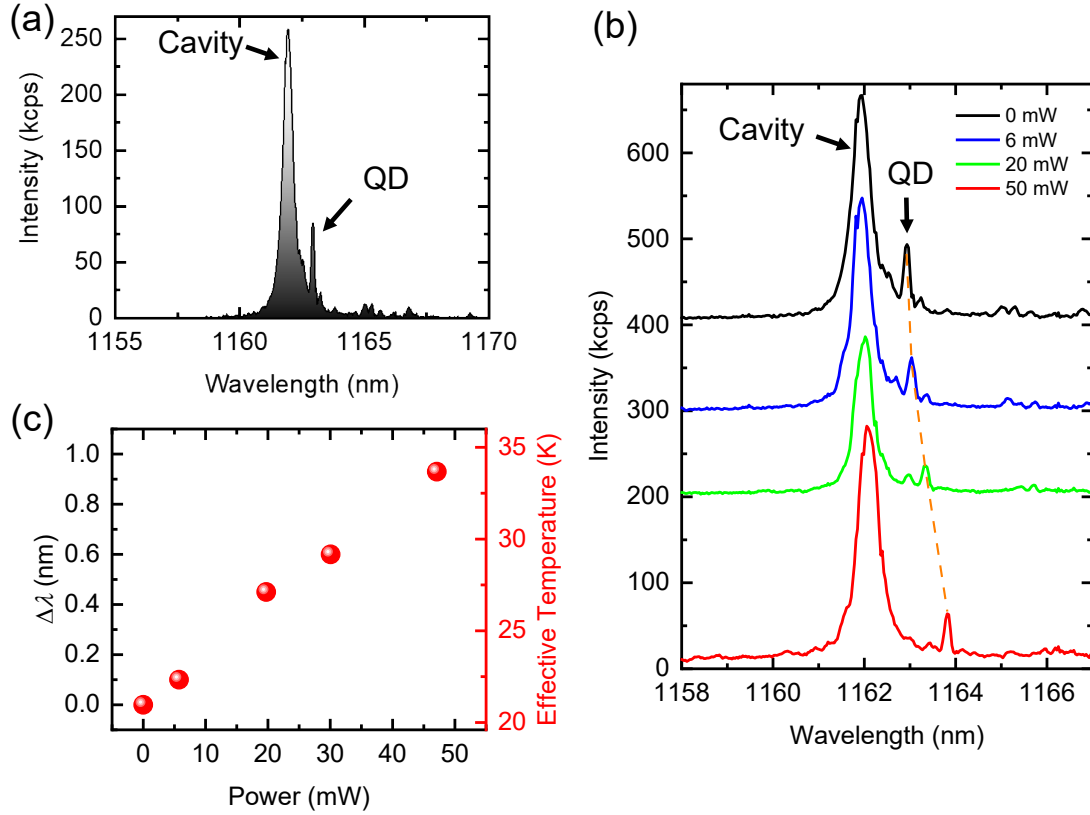 (a)
Cavity
QD
250
200
150
100
50
0
Intensity (kcps)
1155
1160
1165
1170
Wavelength (nm)
(b)
0 mW
6 mW
20 mW
50 mW
Cavity
QD
600
500
400
300
200
100
0
Intensity (kcps)
1158
1160
1162
1164
1166
Wavelength (nm)
(c)
1.0
0.8
0.6
0.4
0.2
0.0
Δλ (nm)
35
30
25
20
Effective Temperature (K)
0
10
20
30
40
50
Power (mW)